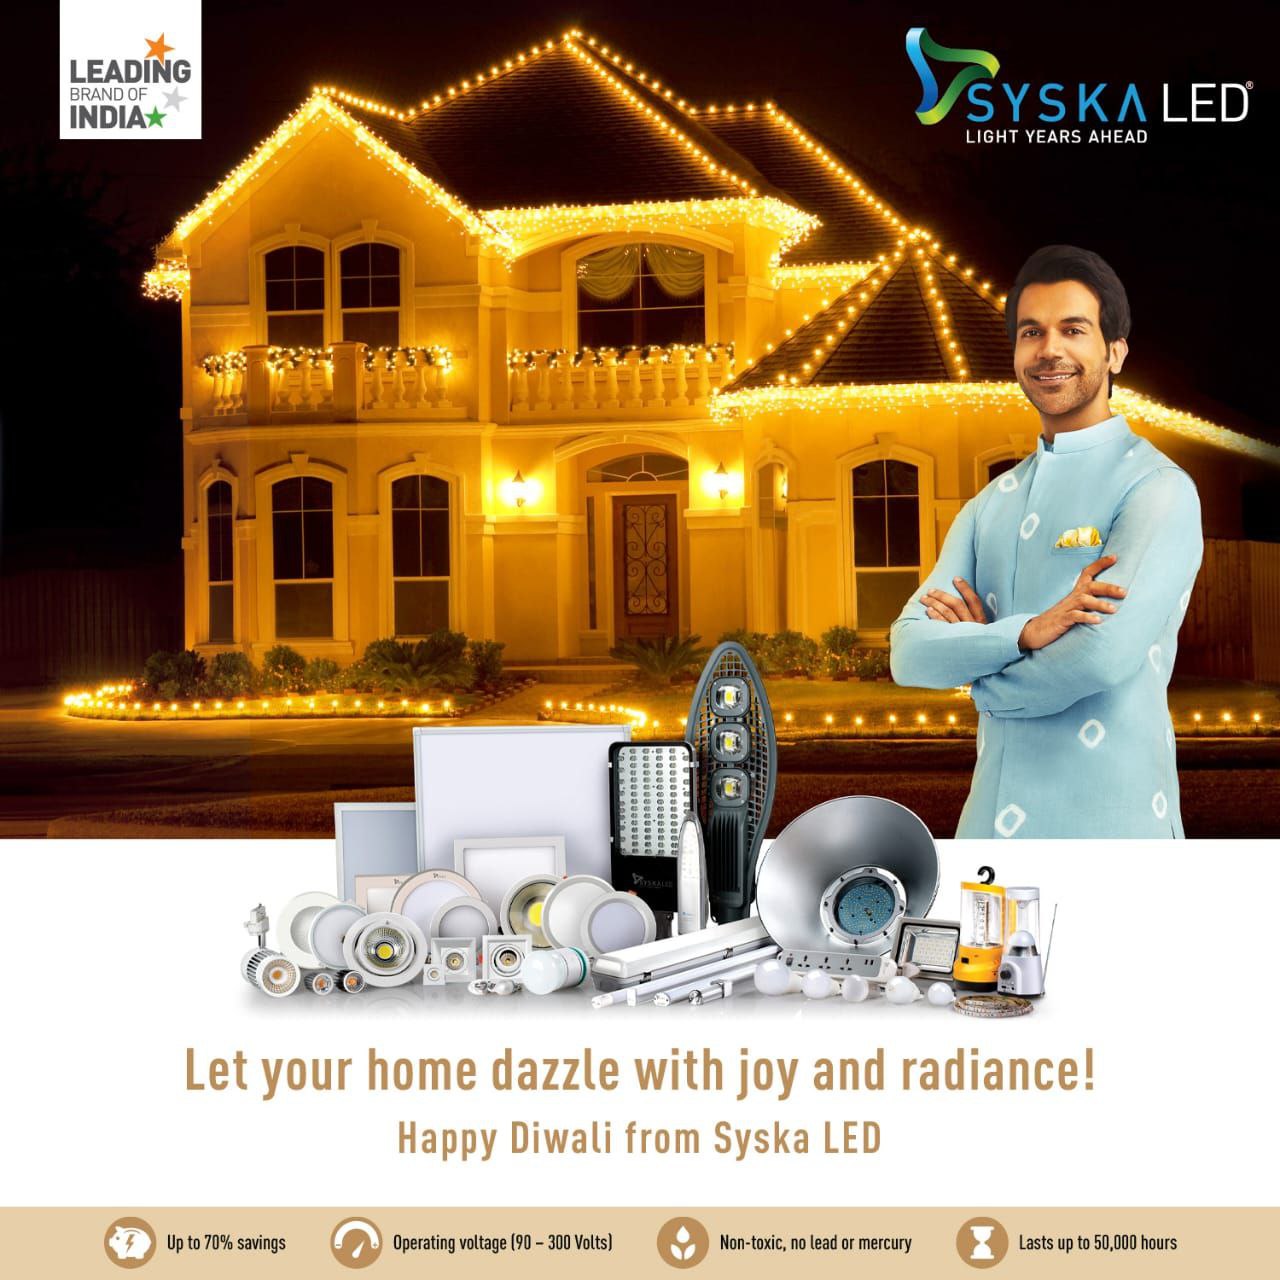 LEADING
BRAND OF
INDIA
SYSKA LED®
LIGHT YEARS AHEAD
SYSKALED
Let your home dazzle with joy and radiance!
Happy Diwali from Syska LED
Up to 70% savings
Operating voltage (90 – 300 Volts)
Non-toxic, no lead or mercury
Lasts up to 50,000 hours